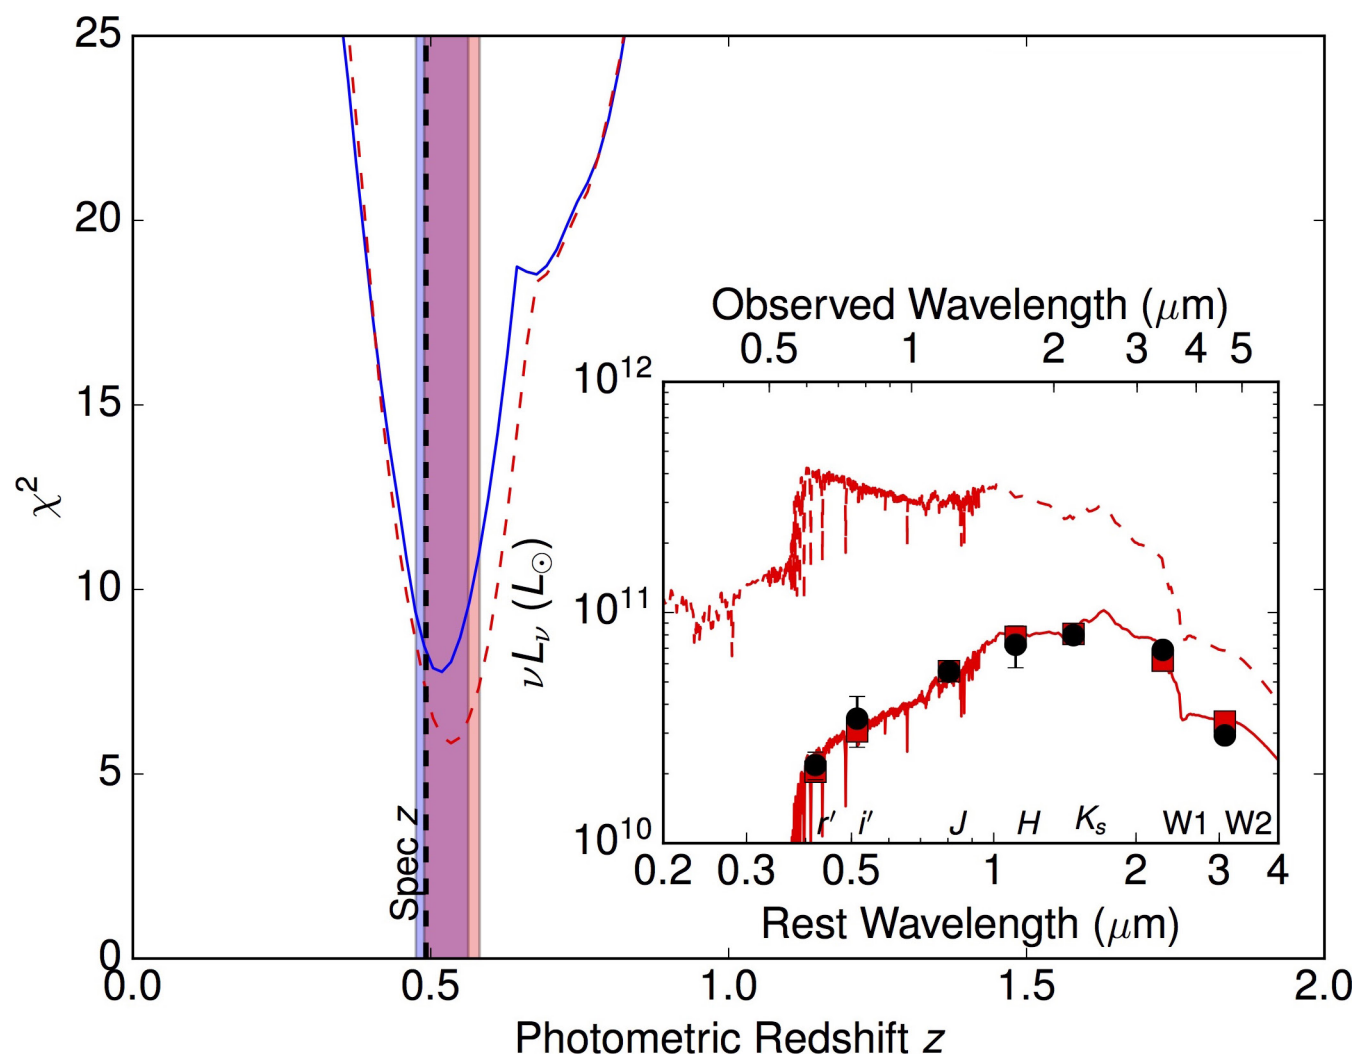 25
20
15
10
5
0
χ²
0.0 0.5 1.0 1.5 2.0
Photometric Redshift z
Spec z
Observed Wavelength (μm)
0.5 1 2 3 4 5
10¹²
10¹¹
10¹⁰
νLν (L⊙)
r′ i′ J H Ks W1 W2
0.2 0.3 0.5 1 2 3 4
Rest Wavelength (μm)